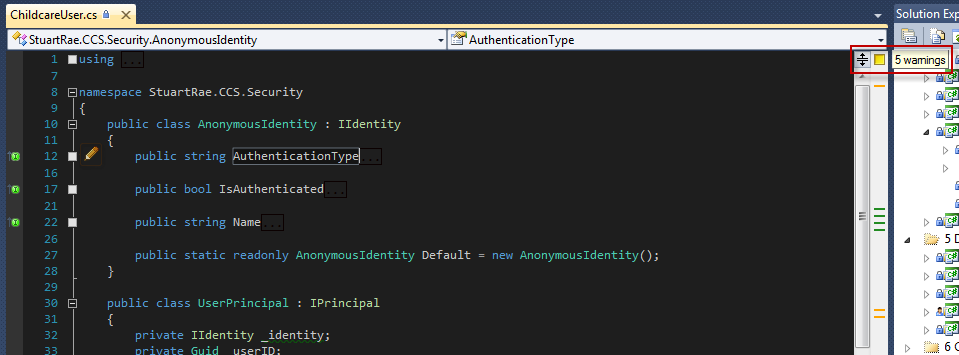 ChildcareUser.cs
Solution Exp
StuartRae.CCS.Security.AnonymousIdentity
AuthenticationType
5 warnings
1 using ...
7
8 namespace StuartRae.CCS.Security
9 {
10 public class AnonymousIdentity : IIdentity
11 {
12 public string AuthenticationType...
16
17 public bool IsAuthenticated...
21
22 public string Name...
26
27 public static readonly AnonymousIdentity Default = new AnonymousIdentity();
28 }
29
30 public class UserPrincipal : IPrincipal
31 {
32 private IIdentity _identity;
33 private Guid _userID;
5 D
6 C